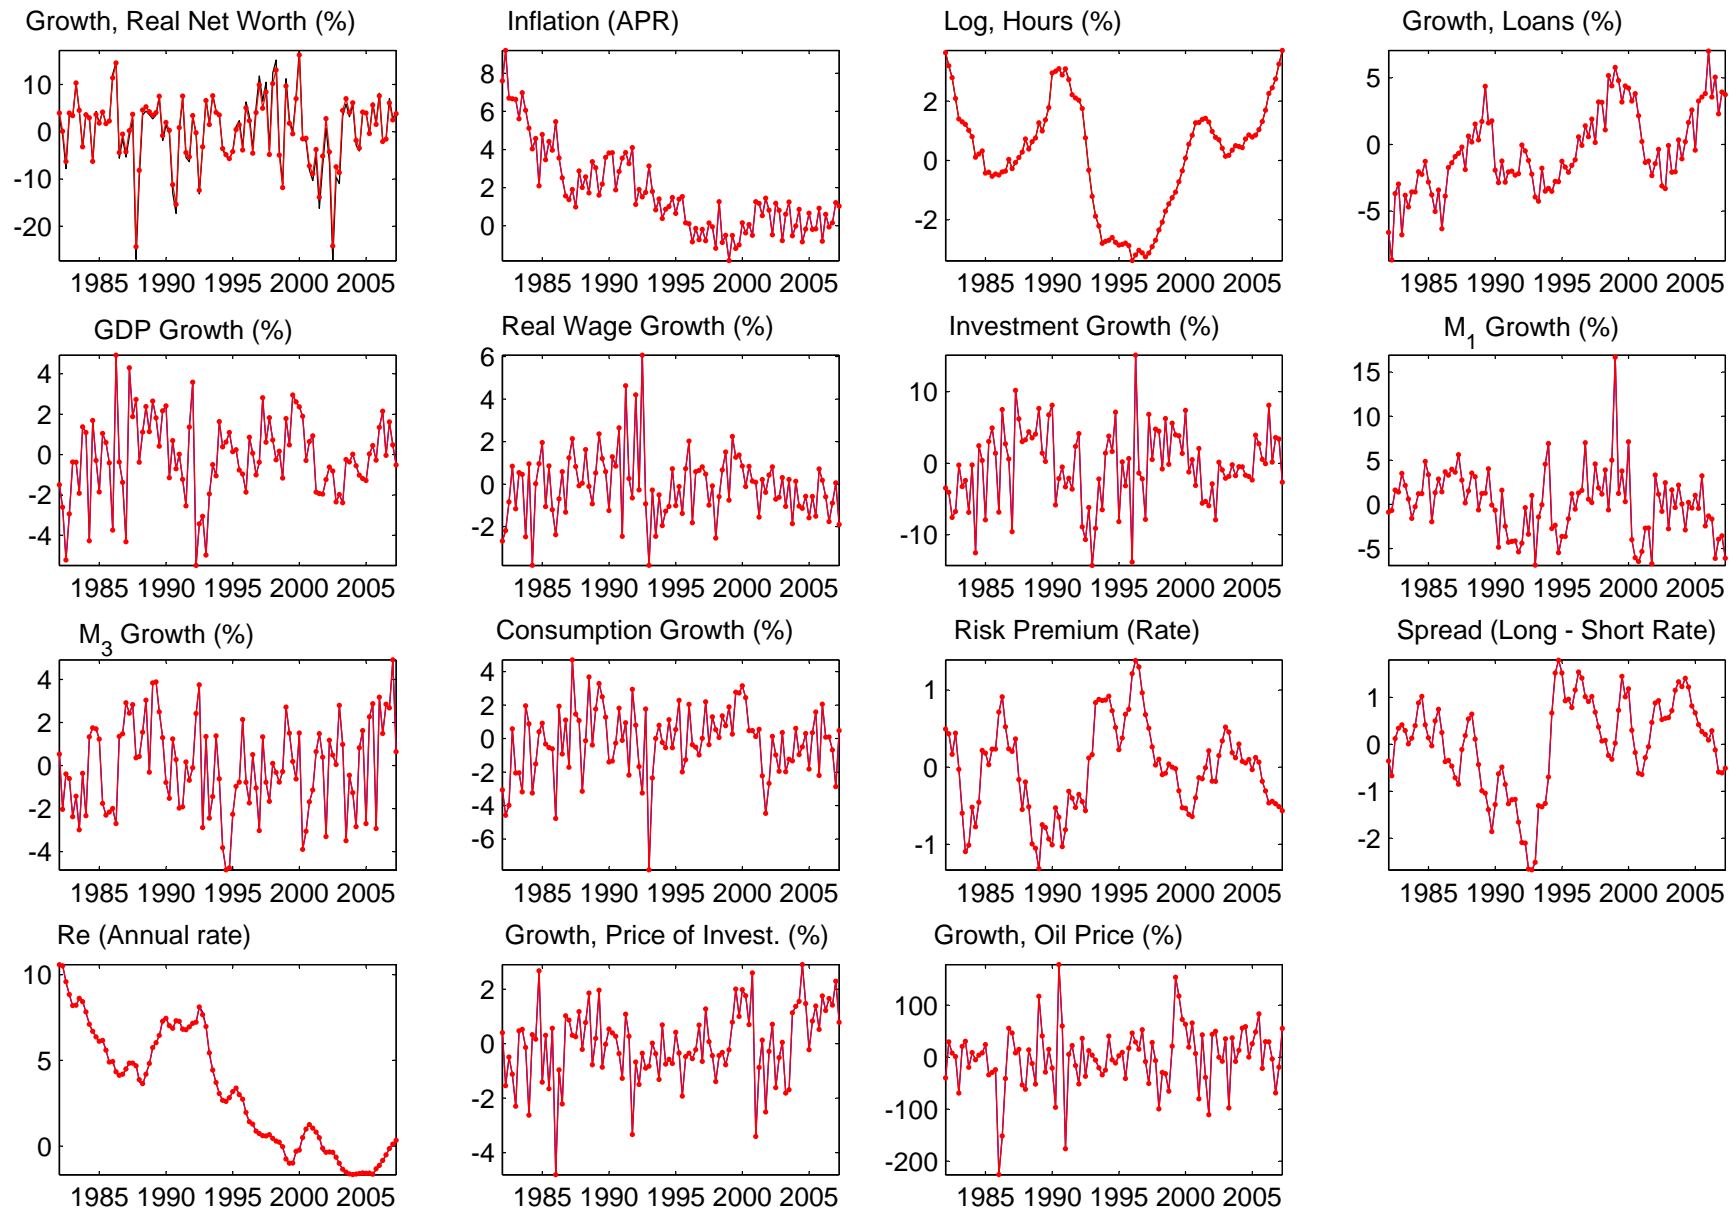 Growth, Real Net Worth (%)
Inflation (APR)
Log, Hours (%)
Growth, Loans (%)
10
0
-10
-20
1985 1990 1995 2000 2005
8
6
4
2
0
1985 1990 1995 2000 2005
2
0
-2
1985 1990 1995 2000 2005
5
0
-5
1985 1990 1995 2000 2005
GDP Growth (%)
Real Wage Growth (%)
Investment Growth (%)
M1 Growth (%)
4
2
0
-2
-4
1985 1990 1995 2000 2005
6
4
2
0
-2
1985 1990 1995 2000 2005
10
0
-10
1985 1990 1995 2000 2005
15
10
5
0
-5
1985 1990 1995 2000 2005
M3 Growth (%)
Consumption Growth (%)
Risk Premium (Rate)
Spread (Long - Short Rate)
4
2
0
-2
-4
1985 1990 1995 2000 2005
4
2
0
-2
-4
-6
1985 1990 1995 2000 2005
1
0
-1
1985 1990 1995 2000 2005
1
0
-1
-2
1985 1990 1995 2000 2005
Re (Annual rate)
Growth, Price of Invest. (%)
Growth, Oil Price (%)
10
5
0
1985 1990 1995 2000 2005
2
0
-2
-4
1985 1990 1995 2000 2005
100
0
-100
-200
1985 1990 1995 2000 2005